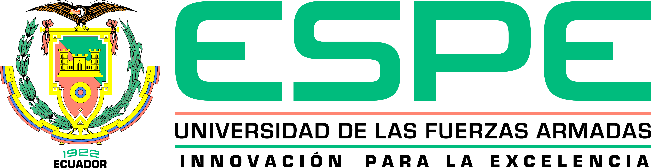 ESPE
UNIVERSIDAD DE LAS FUERZAS ARMADAS
INNOVACIÓN PARA LA EXCELENCIA
1922
ECUADOR